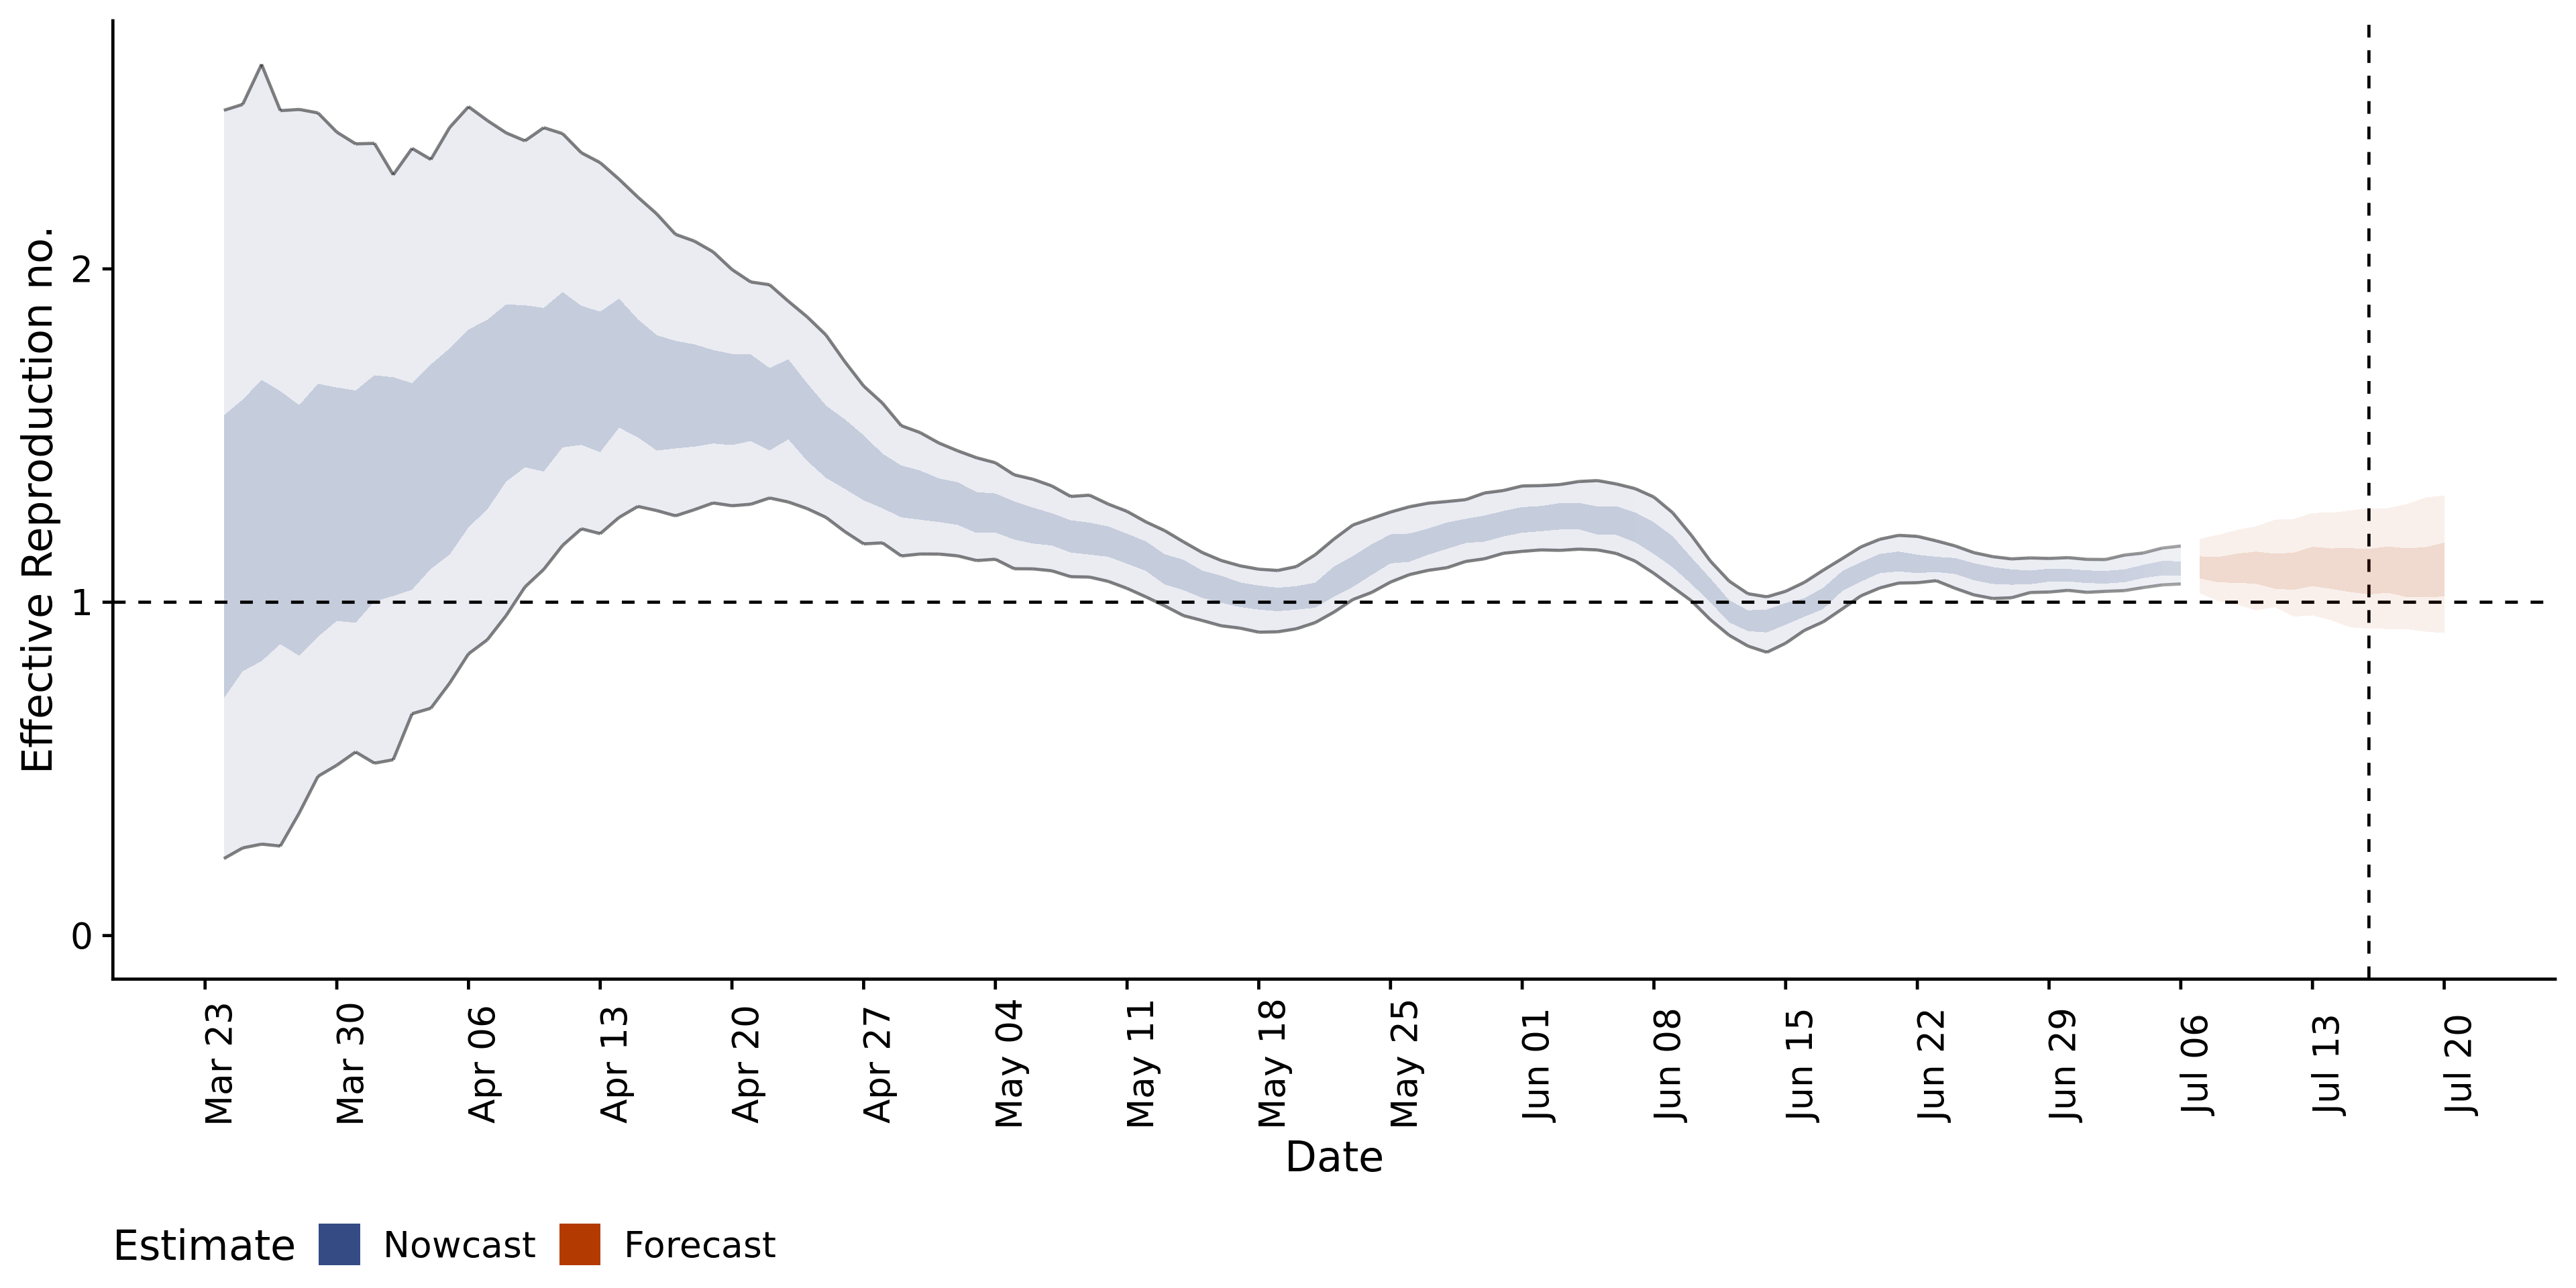 Effective Reproduction no.
2
1
0
Mar 23
Mar 30
Apr 06
Apr 13
Apr 20
Apr 27
May 04
May 11
May 18
May 25
Jun 01
Jun 08
Jun 15
Jun 22
Jun 29
Jul 06
Jul 13
Jul 20
Date
Estimate Nowcast Forecast